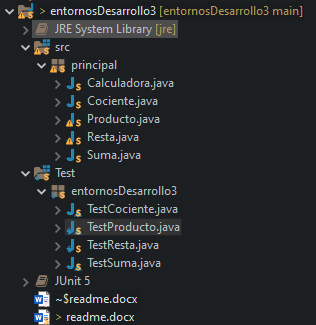 > entornosDesarrollo3 [entornosDesarrollo3 main]
JRE System Library [jre]
src
principal
Calculadora.java
Cociente.java
Producto.java
Resta.java
Suma.java
Test
entornosDesarrollo3
TestCociente.java
TestProducto.java
TestResta.java
TestSuma.java
JUnit 5
~$readme.docx
> readme.docx